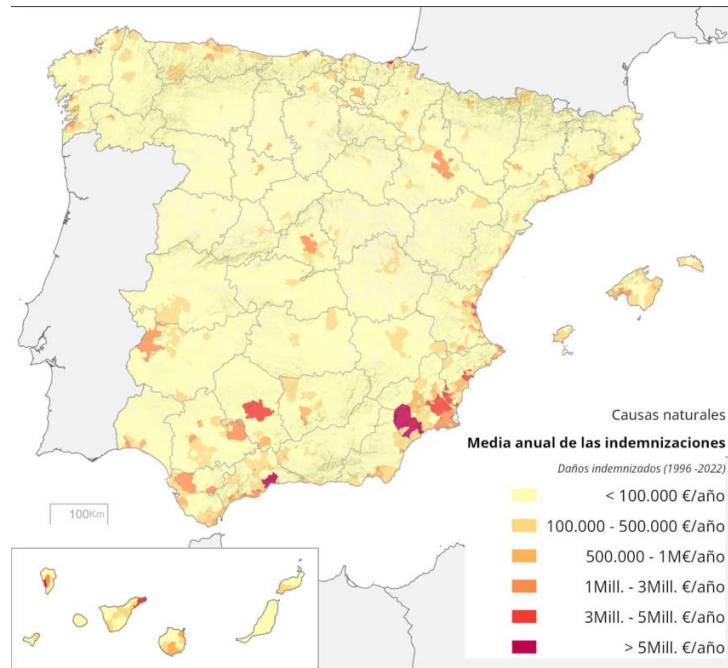 Causas naturales
Media anual de las indemnizaciones
Daños indemnizados (1996 -2022)
< 100.000 €/año
100.000 - 500.000 €/año
500.000 - 1M€/año
1Mill. - 3Mill. €/año
3Mill. - 5Mill. €/año
> 5Mill. €/año
100Km